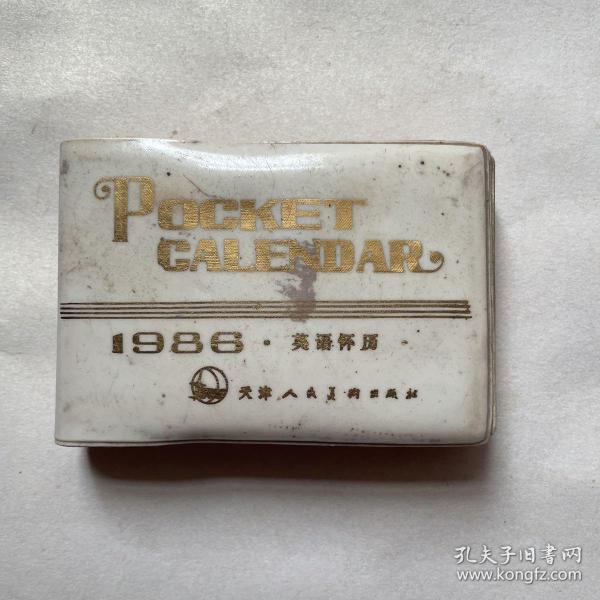 POCKET
CALENDAR
1986 · 英语怀历 ·
天津人民美术出版社
孔夫子旧书网
www.kongfz.com